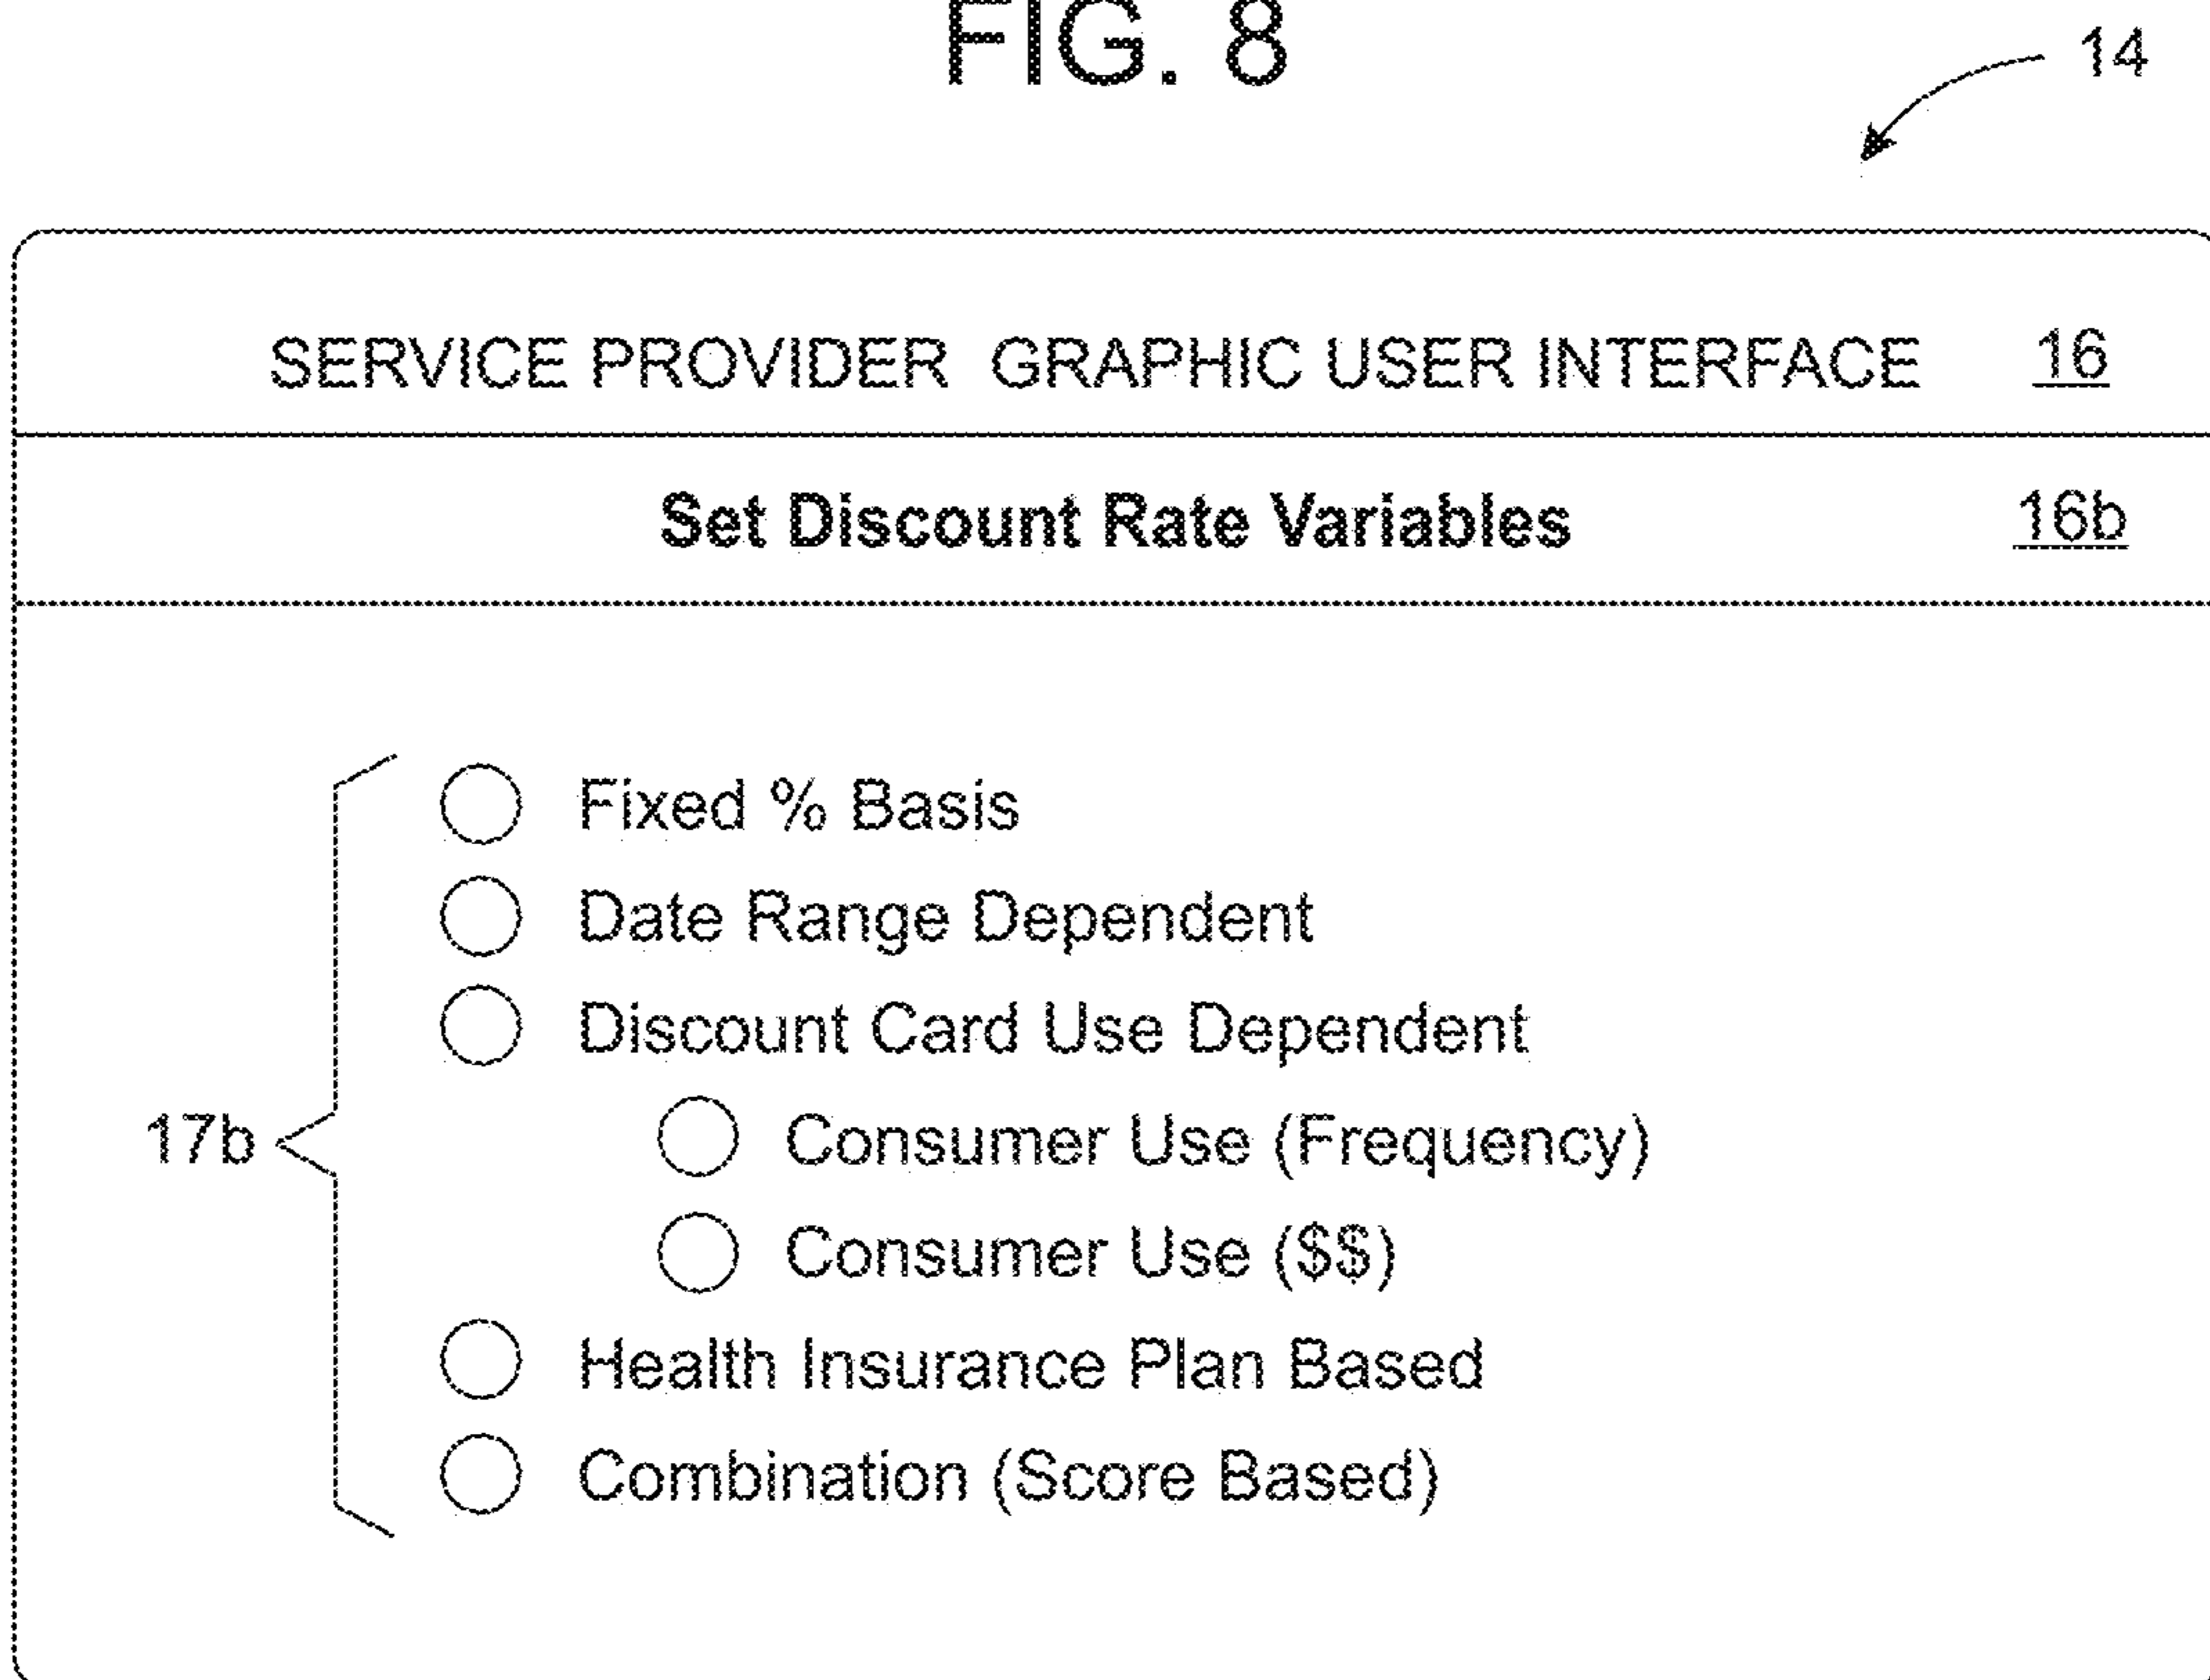 FIG. 8
14
SERVICE PROVIDER GRAPHIC USER INTERFACE 16
Set Discount Rate Variables 16b
Fixed % Basis
Date Range Dependent
Discount Card Use Dependent
17b Consumer Use (Frequency)
Consumer Use ($$)
Health Insurance Plan Based
Combination (Score Based)